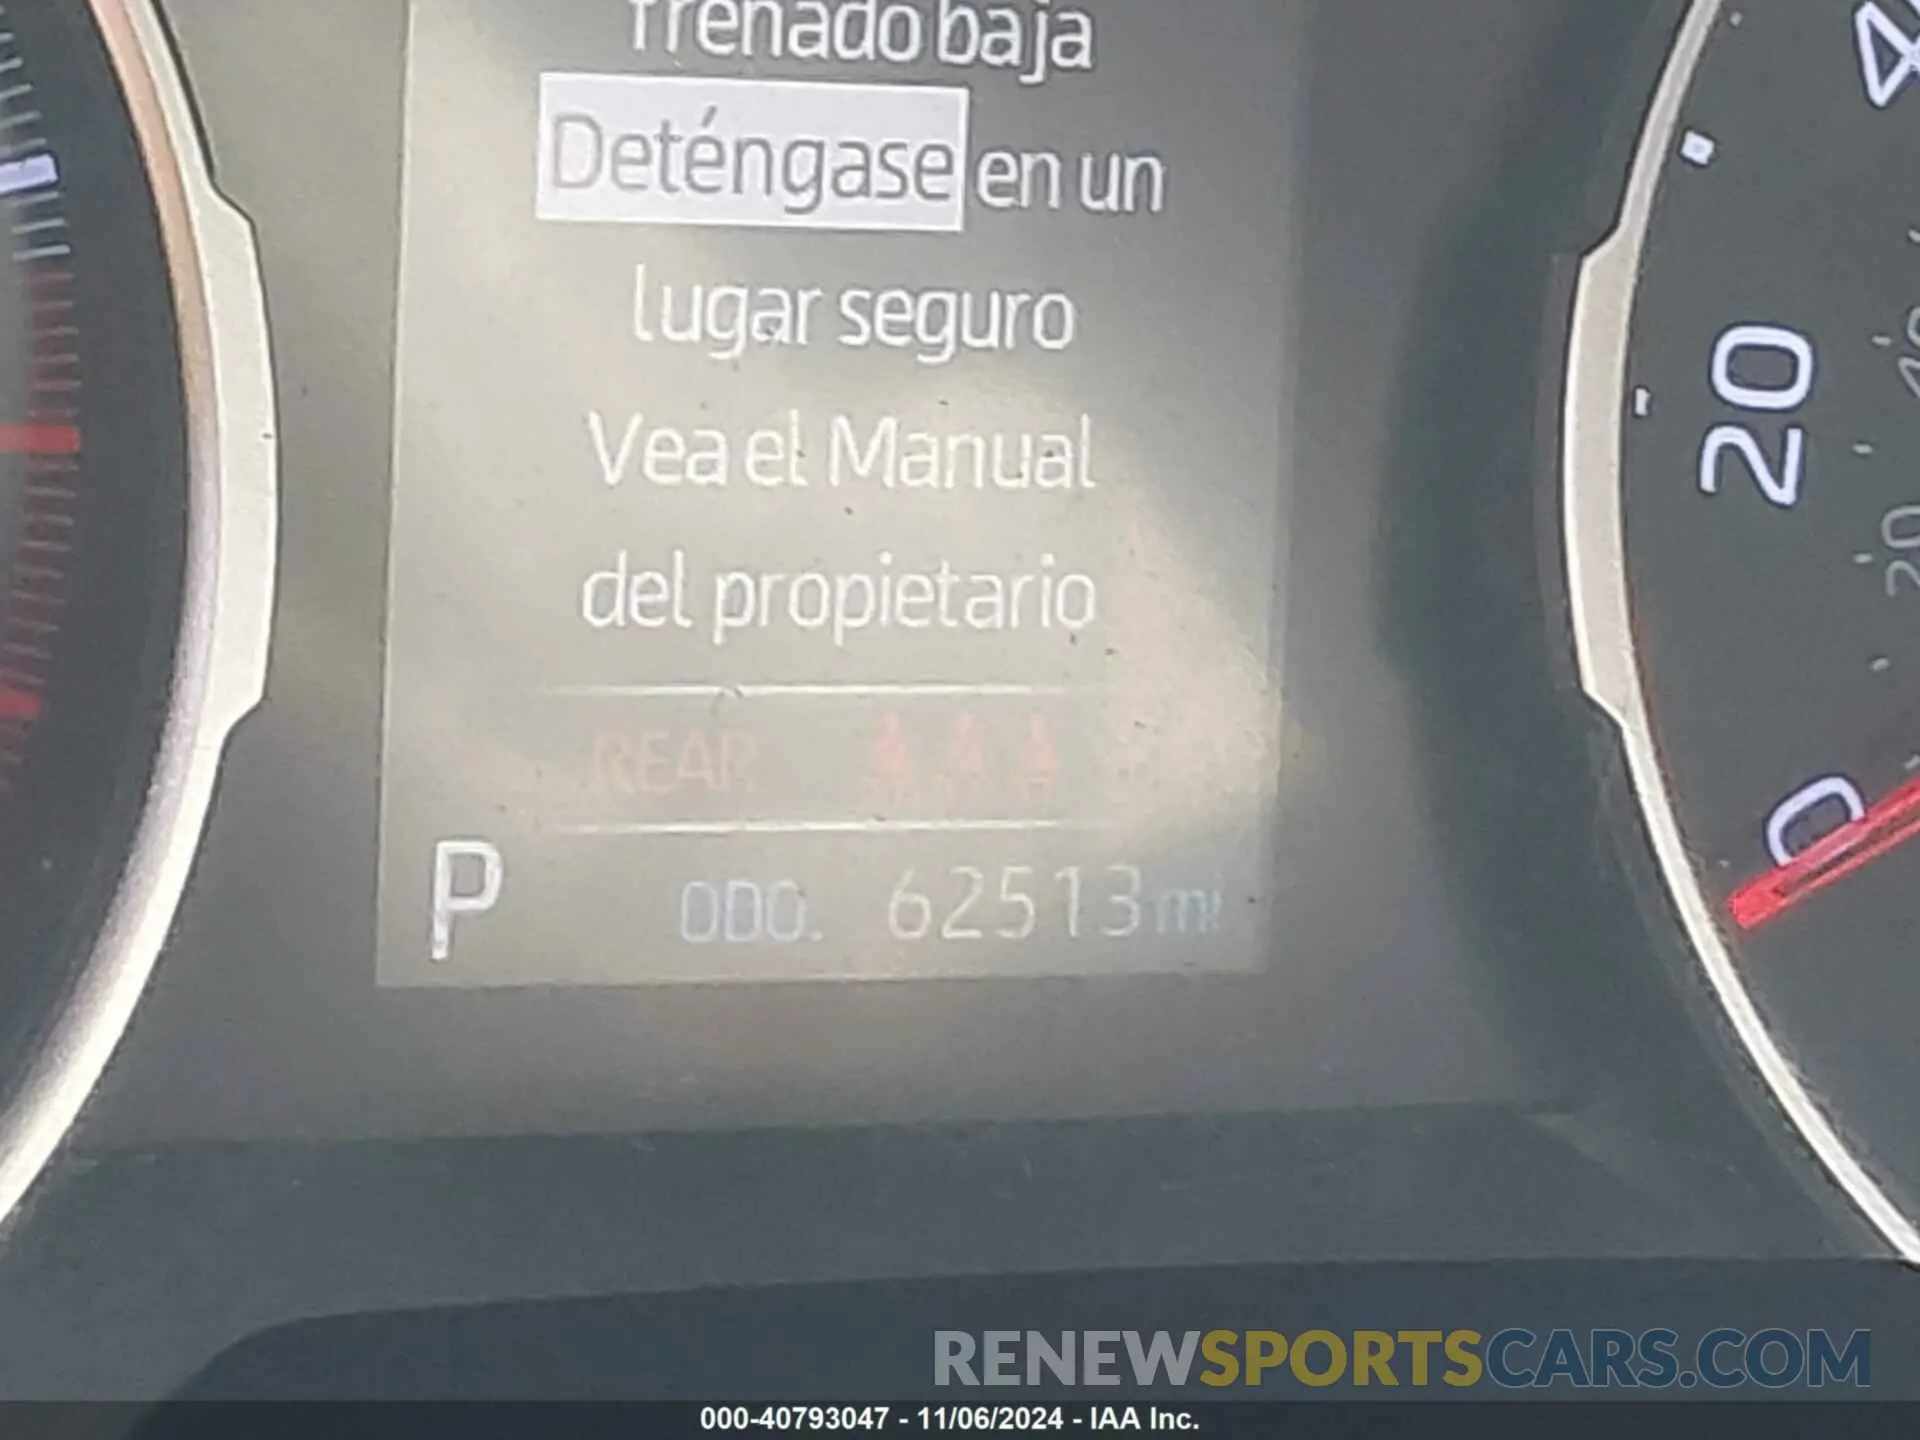 frenado baja
Deténgase en un
lugar seguro
Vea el Manual
del propietario
REAR
P ODO. 62513 mi
20
20
0
RENEWSPORTSCARS.COM
000-40793047 - 11/06/2024 - IAA Inc.